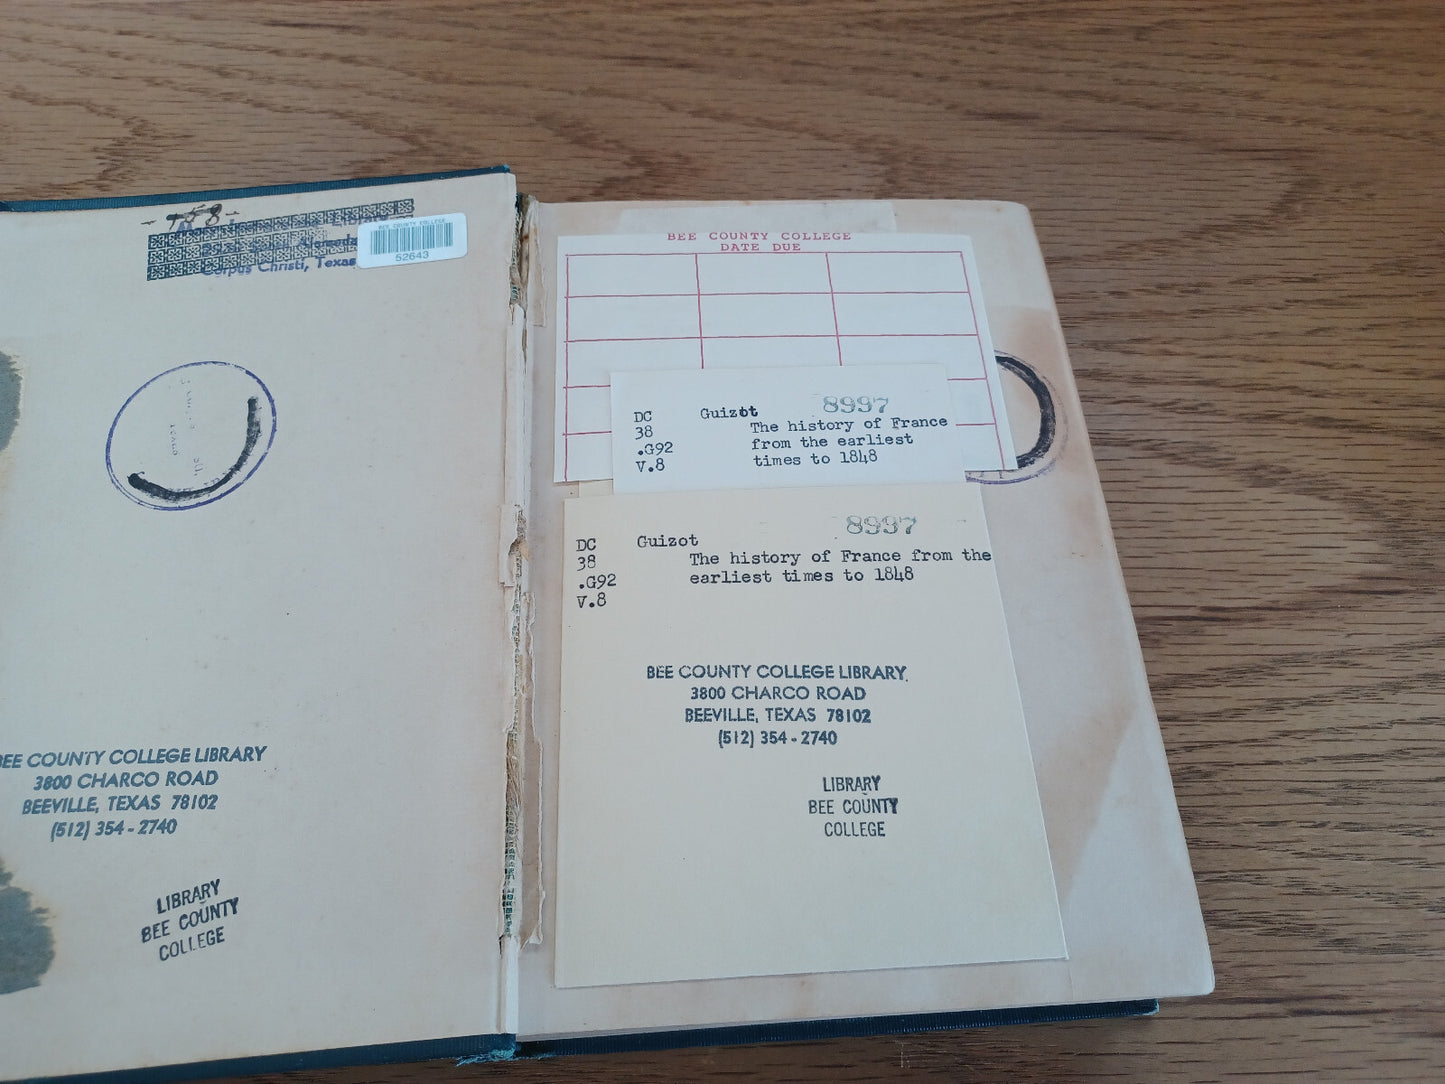 - 758 -
Library
Alameda
Corpus Christi, Texas
BEE COUNTY COLLEGE
52643
BEE COUNTY COLLEGE LIBRARY
3800 CHARCO ROAD
BEEVILLE, TEXAS 78102
(512) 354-2740
LIBRARY
BEE COUNTY
COLLEGE
BEE COUNTY COLLEGE
DATE DUE
DC Guizot 8997
38 The history of France
.G92 from the earliest
V.8 times to 1848
8997
DC Guizot
38 The history of France from the
.G92 earliest times to 1848
V.8
BEE COUNTY COLLEGE LIBRARY
3800 CHARCO ROAD
BEEVILLE, TEXAS 78102
(512) 354-2740
LIBRARY
BEE COUNTY
COLLEGE